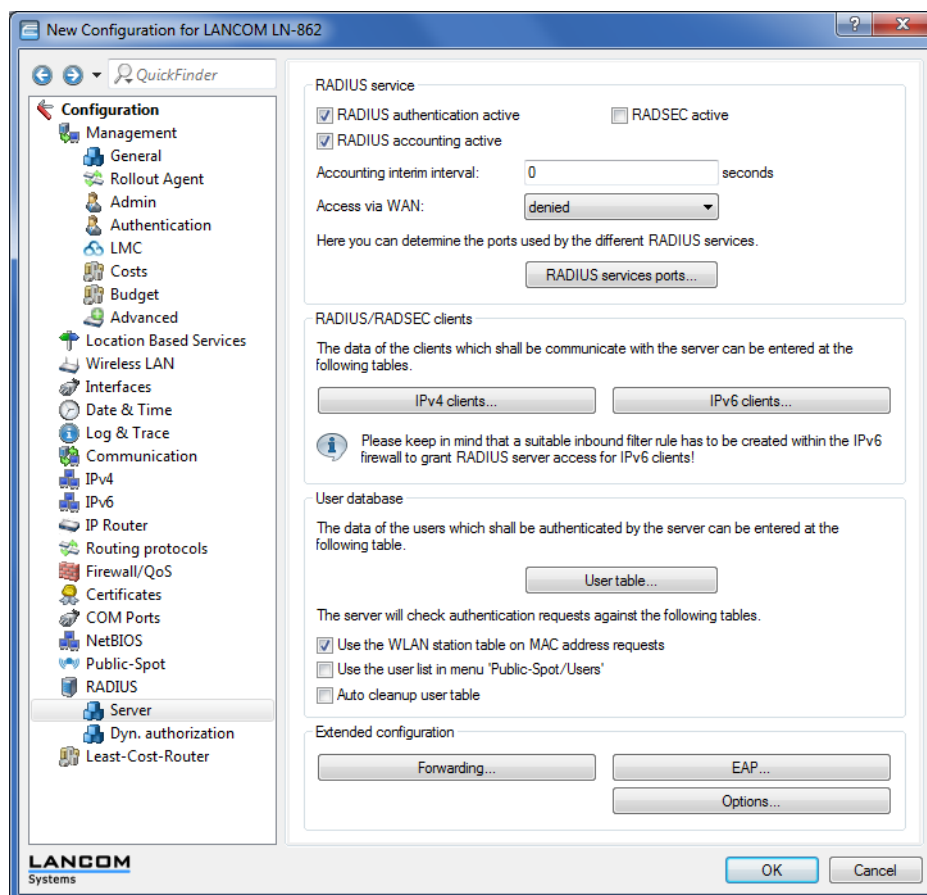 New Configuration for LANCOM LN-862
QuickFinder
Configuration
Management
General
Rollout Agent
Admin
Authentication
LMC
Costs
Budget
Advanced
Location Based Services
Wireless LAN
Interfaces
Date & Time
Log & Trace
Communication
IPv4
IPv6
IP Router
Routing protocols
Firewall/QoS
Certificates
COM Ports
NetBIOS
Public-Spot
RADIUS
Server
Dyn. authorization
Least-Cost-Router
LANCOM
Systems
RADIUS service
RADIUS authentication active
RADSEC active
RADIUS accounting active
Accounting interim interval: 0 seconds
Access via WAN: denied
Here you can determine the ports used by the different RADIUS services.
RADIUS services ports...
RADIUS/RADSEC clients
The data of the clients which shall be communicate with the server can be entered at the
following tables.
IPv4 clients...
IPv6 clients...
Please keep in mind that a suitable inbound filter rule has to be created within the IPv6
firewall to grant RADIUS server access for IPv6 clients!
User database
The data of the users which shall be authenticated by the server can be entered at the
following table.
User table...
The server will check authentication requests against the following tables.
Use the WLAN station table on MAC address requests
Use the user list in menu 'Public-Spot/Users'
Auto cleanup user table
Extended configuration
Forwarding...
EAP...
Options...
OK
Cancel